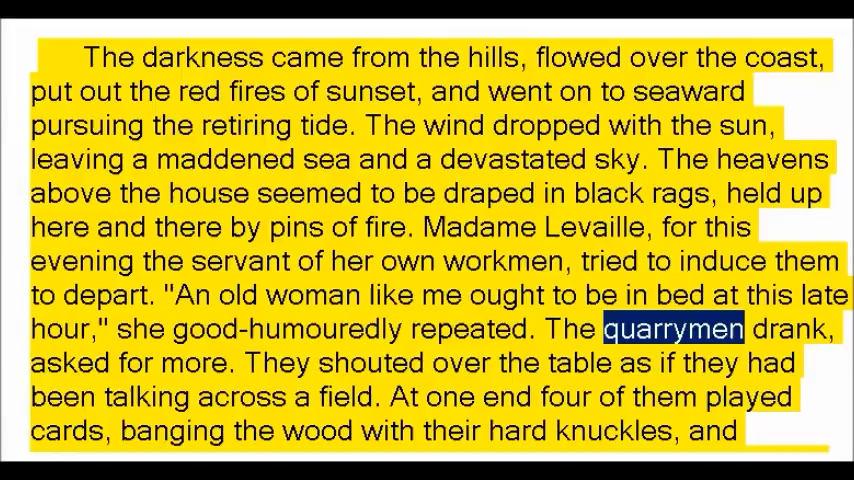 The darkness came from the hills, flowed over the coast,
put out the red fires of sunset, and went on to seaward
pursuing the retiring tide. The wind dropped with the sun,
leaving a maddened sea and a devastated sky. The heavens
above the house seemed to be draped in black rags, held up
here and there by pins of fire. Madame Levaille, for this
evening the servant of her own workmen, tried to induce them
to depart. "An old woman like me ought to be in bed at this late
hour," she good-humouredly repeated. The quarrymen drank,
asked for more. They shouted over the table as if they had
been talking across a field. At one end four of them played
cards, banging the wood with their hard knuckles, and